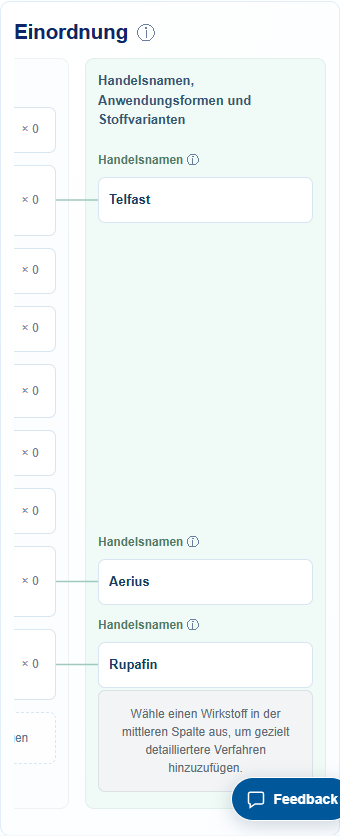 Einordnung ⓘ
Handelsnamen,
Anwendungsformen und
Stoffvarianten
× 0
Handelsnamen ⓘ
× 0
Telfast
× 0
× 0
× 0
× 0
× 0
Handelsnamen ⓘ
× 0
Aerius
Handelsnamen ⓘ
× 0
Rupafin
Wähle einen Wirkstoff in der
mittleren Spalte aus, um gezielt
detailliertere Verfahren
hinzuzufügen.
en
Feedback